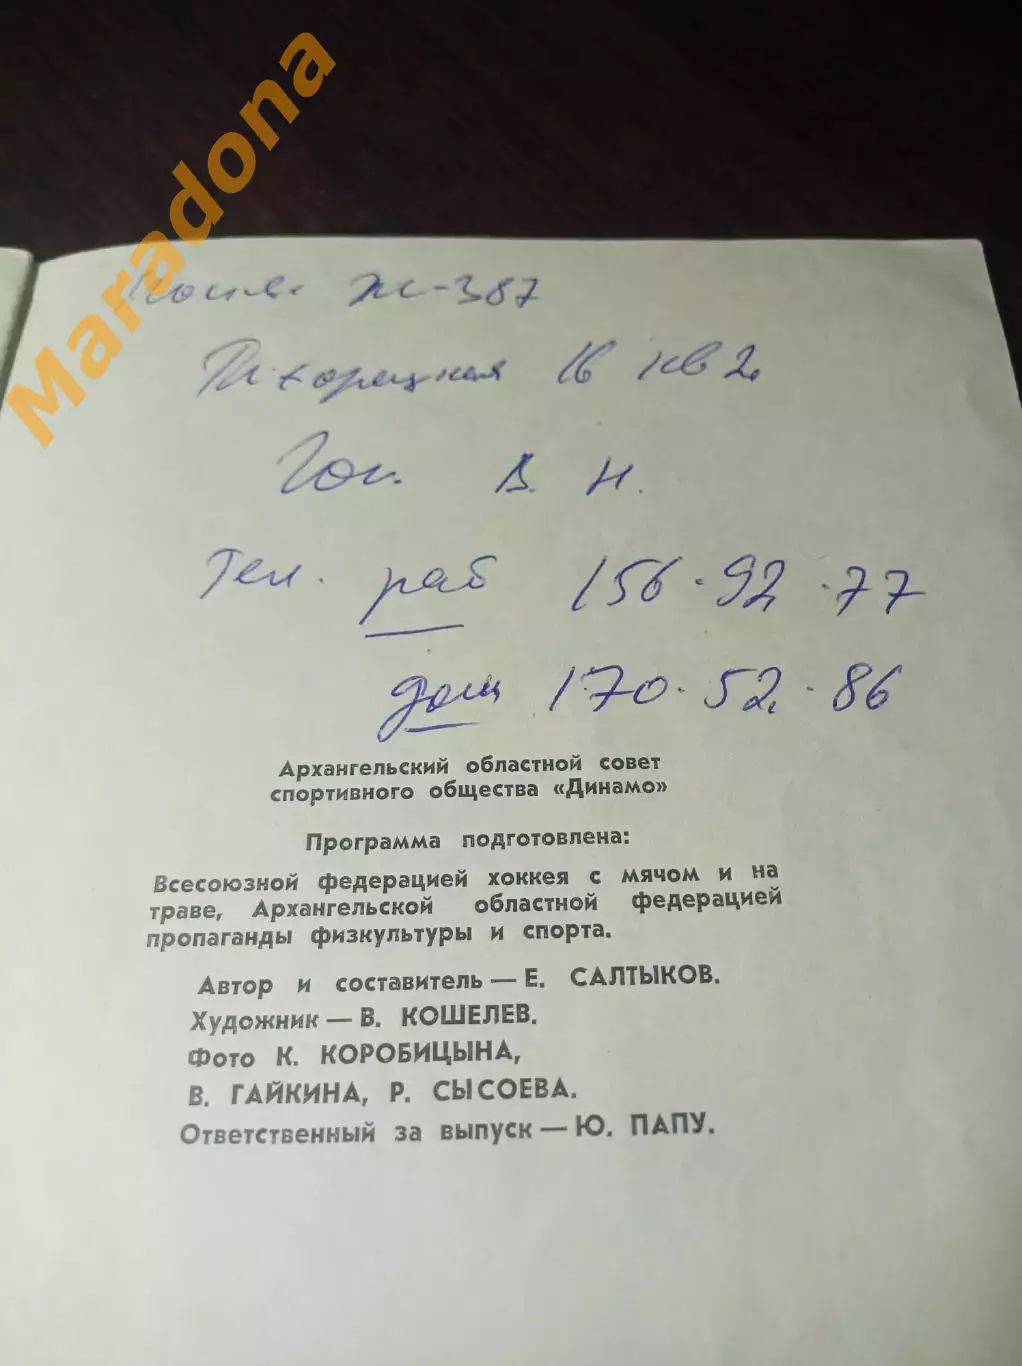 Maradona
Ж-387
Тихорецкая 16 кв 2.
В. Н.
Тел. раб 156-92-77
дом 170-52-86
Архангельский областной совет
спортивного общества «Динамо»
Программа подготовлена:
Всесоюзной федерацией хоккея с мячом и на
траве, Архангельской областной федерацией
пропаганды физкультуры и спорта.
Автор и составитель — Е. САЛТЫКОВ.
Художник — В. КОШЕЛЕВ.
Фото К. КОРОБИЦЫНА,
В. ГАЙКИНА, Р. СЫСОЕВА.
Ответственный за выпуск — Ю. ПАПУ.